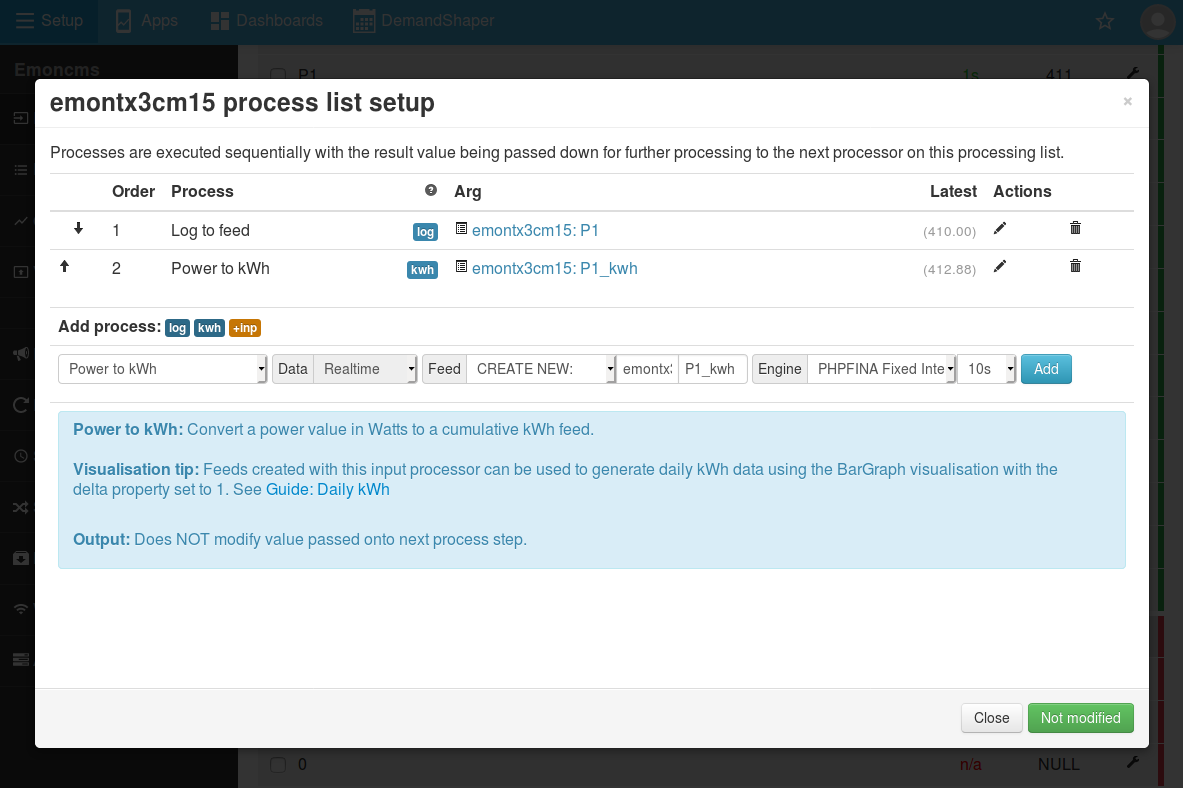 Setup Apps Dashboards DemandShaper
Emoncms
P1 1s 411
emontx3cm15 process list setup ×
Processes are executed sequentially with the result value being passed down for further processing to the next processor on this processing list.
Order Process ? Arg Latest Actions
1 Log to feed log emontx3cm15: P1 (410.00)
2 Power to kWh kwh emontx3cm15: P1_kwh (412.88)
Add process: log kwh +inp
Power to kWh Data Realtime Feed CREATE NEW: emontx P1_kwh Engine PHPFINA Fixed Inte 10s Add
Power to kWh: Convert a power value in Watts to a cumulative kWh feed.
Visualisation tip: Feeds created with this input processor can be used to generate daily kWh data using the BarGraph visualisation with the
delta property set to 1. See Guide: Daily kWh
Output: Does NOT modify value passed onto next process step.
Close Not modified
0 n/a NULL